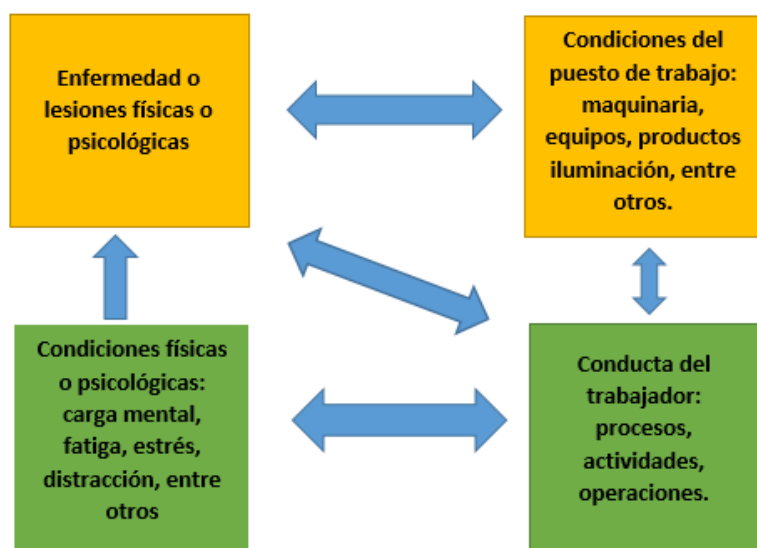 Enfermedad o
lesiones físicas o
psicológicas
Condiciones del
puesto de trabajo:
maquinaria,
equipos, productos
iluminación, entre
otros.
Condiciones físicas
o psicológicas:
carga mental,
fatiga, estrés,
distracción, entre
otros
Conducta del
trabajador:
procesos,
actividades,
operaciones.